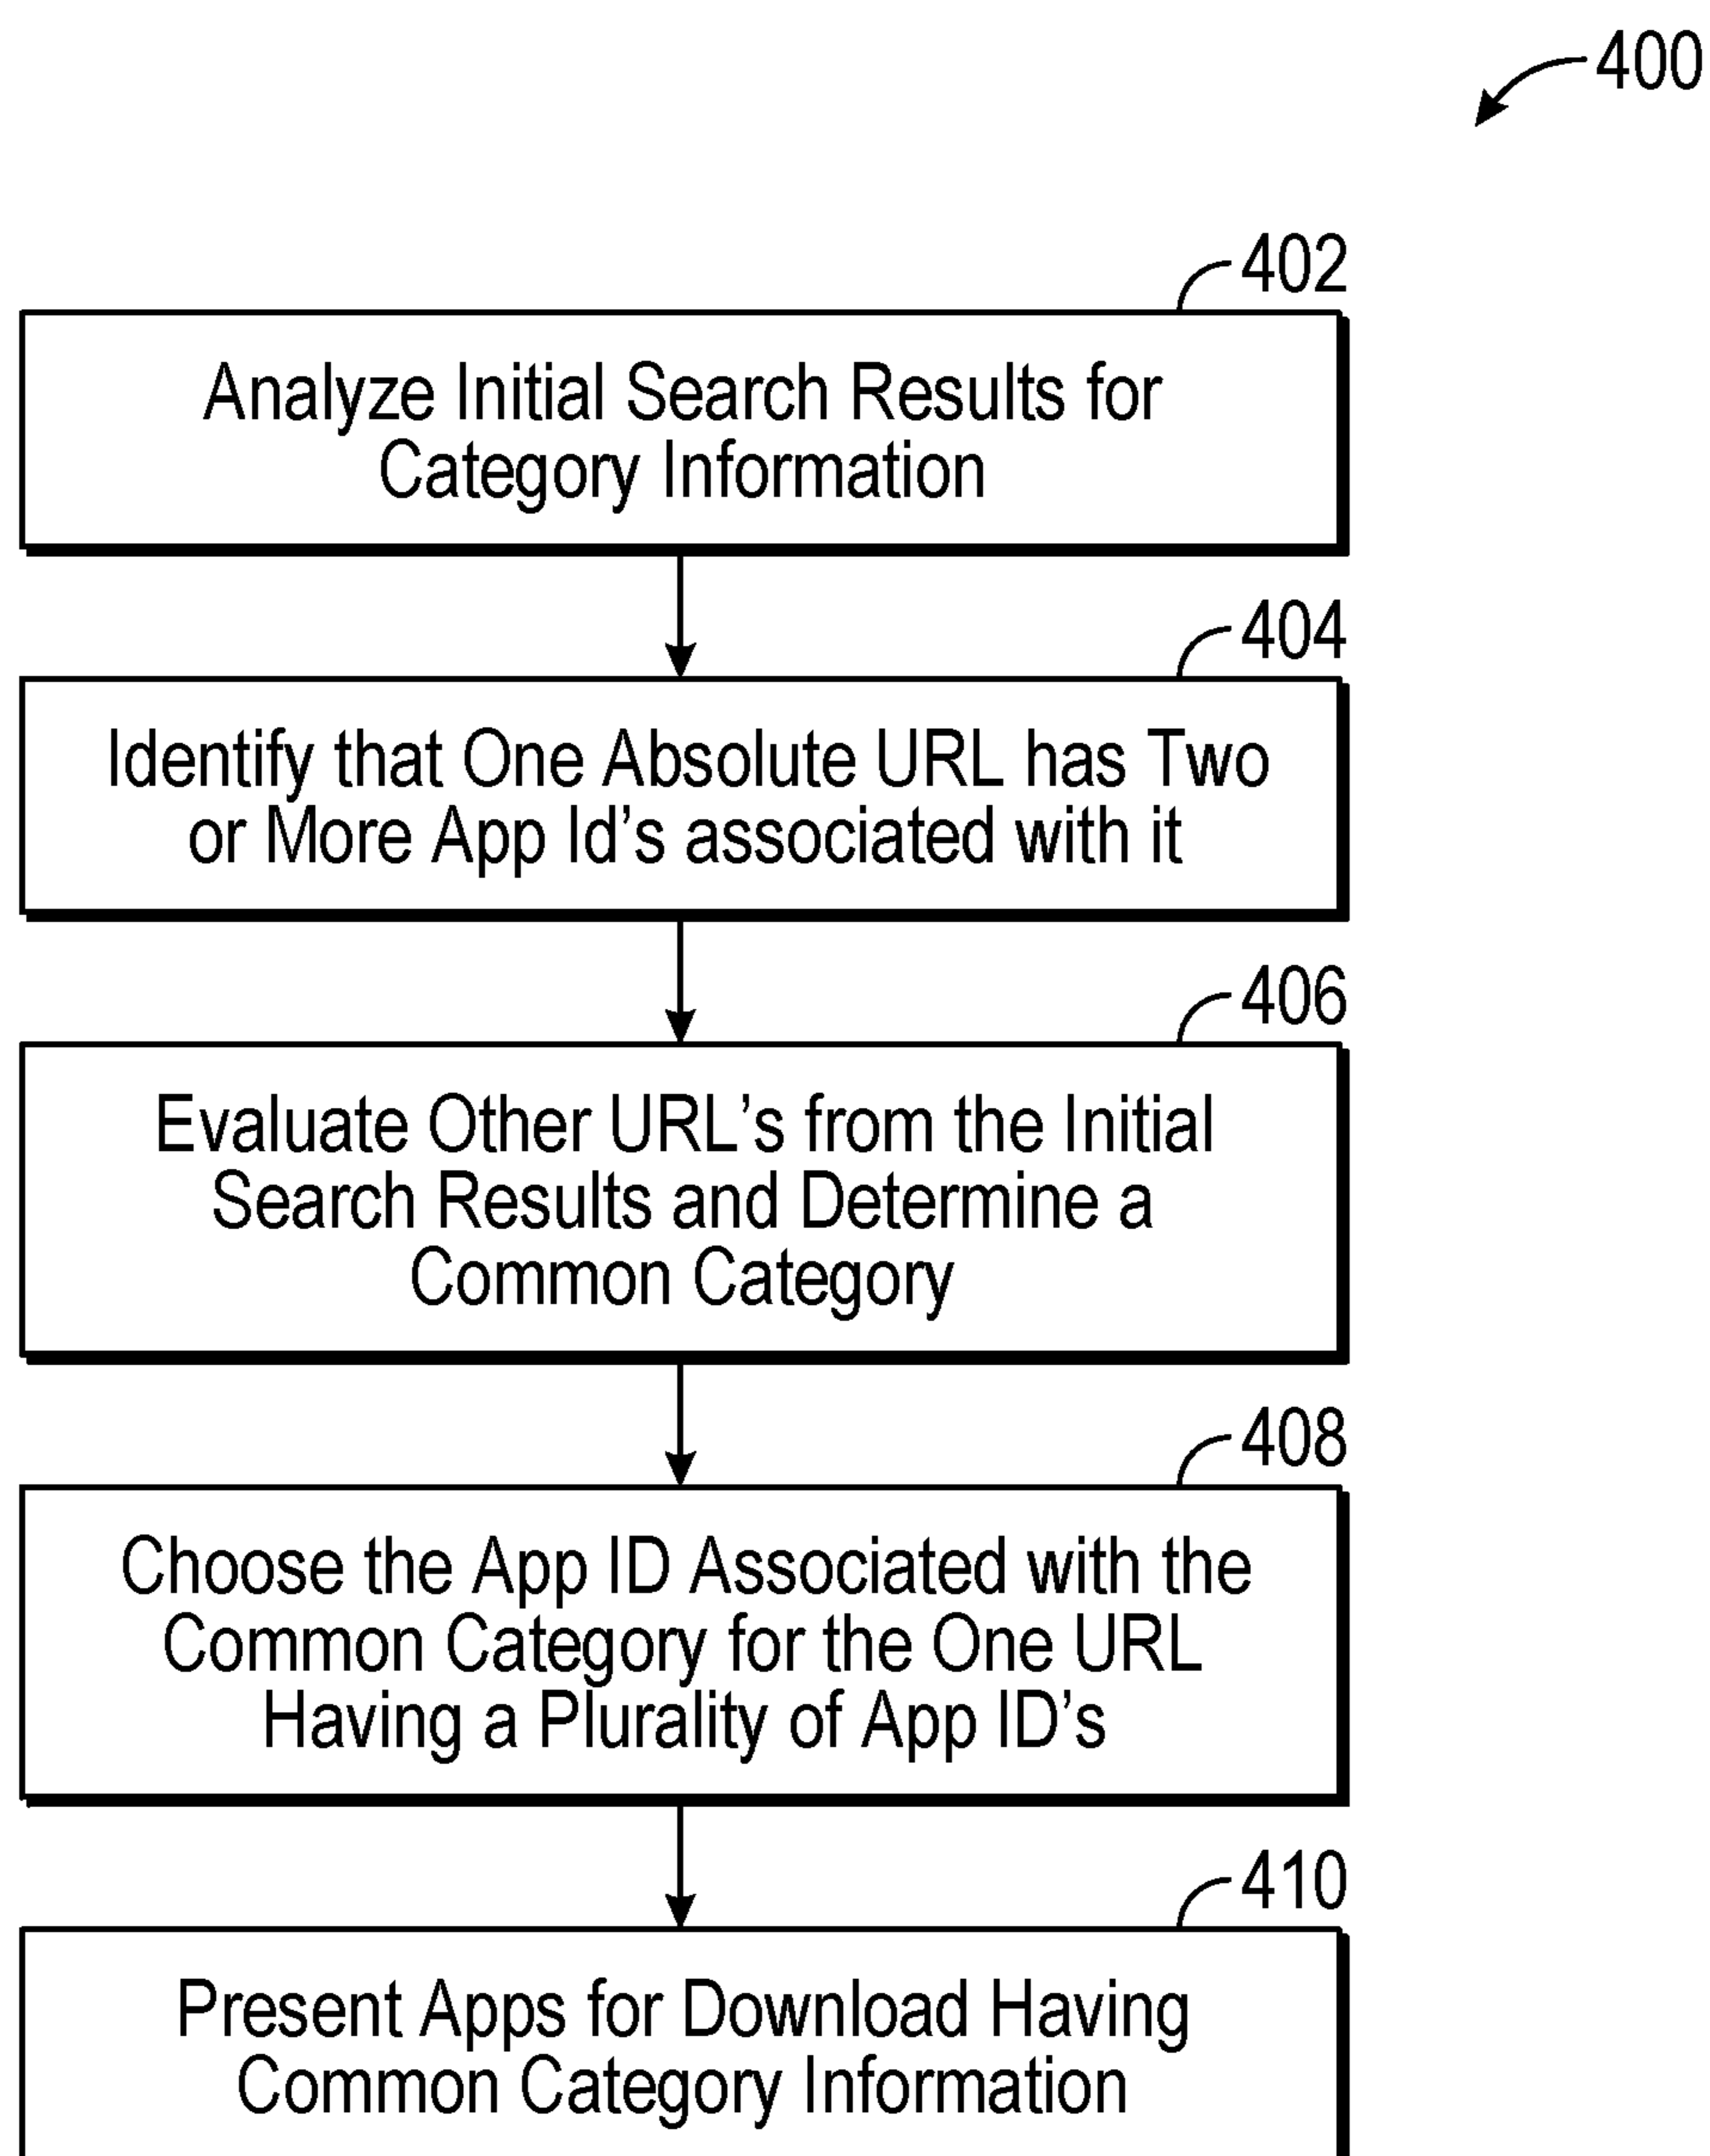 400
402
Analyze Initial Search Results for
Category Information
404
Identify that One Absolute URL has Two
or More App Id's associated with it
406
Evaluate Other URL's from the Initial
Search Results and Determine a
Common Category
408
Choose the App ID Associated with the
Common Category for the One URL
Having a Plurality of App ID's
410
Present Apps for Download Having
Common Category Information